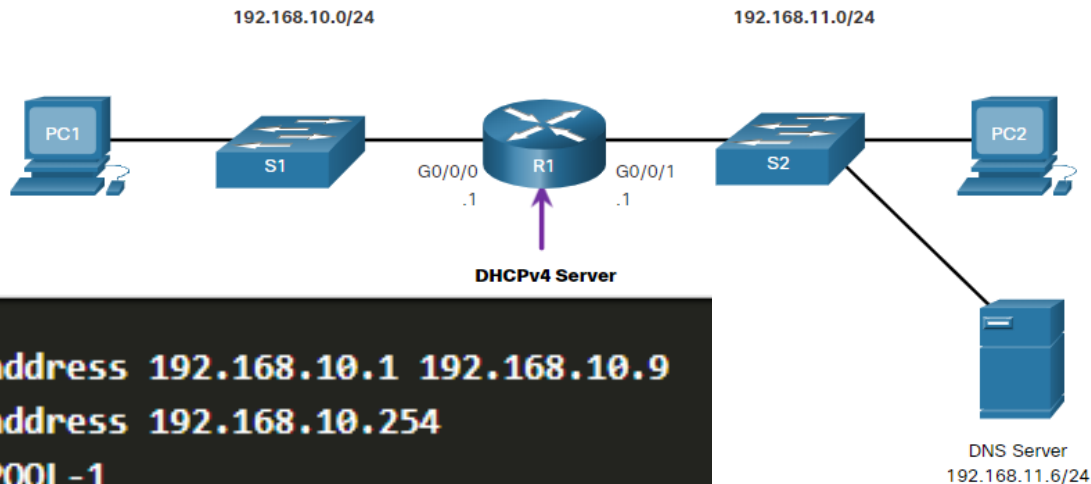 192.168.10.0/24
192.168.11.0/24
PC1
S1
G0/0/0
.1
R1
G0/0/1
.1
S2
PC2
DHCPv4 Server
address 192.168.10.1 192.168.10.9
address 192.168.10.254
POOL-1
DNS Server
192.168.11.6/24